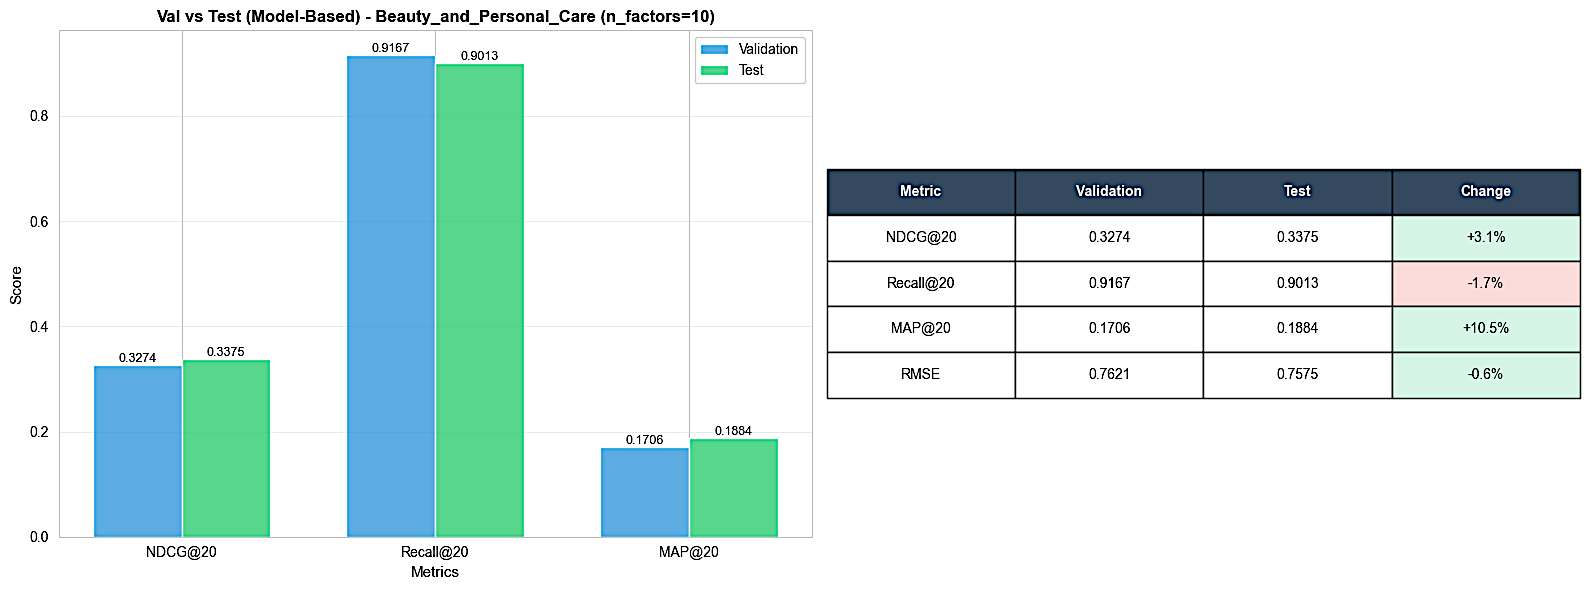 Val vs Test (Model-Based) - Beauty_and_Personal_Care (n_factors=10)
Validation
Test
Score
0.8
0.6
0.4
0.2
0.0
0.3274
0.3375
0.9167
0.9013
0.1706
0.1884
NDCG@20 Recall@20 MAP@20
Metrics
Metric Validation Test Change
NDCG@20 0.3274 0.3375 +3.1%
Recall@20 0.9167 0.9013 -1.7%
MAP@20 0.1706 0.1884 +10.5%
RMSE 0.7621 0.7575 -0.6%